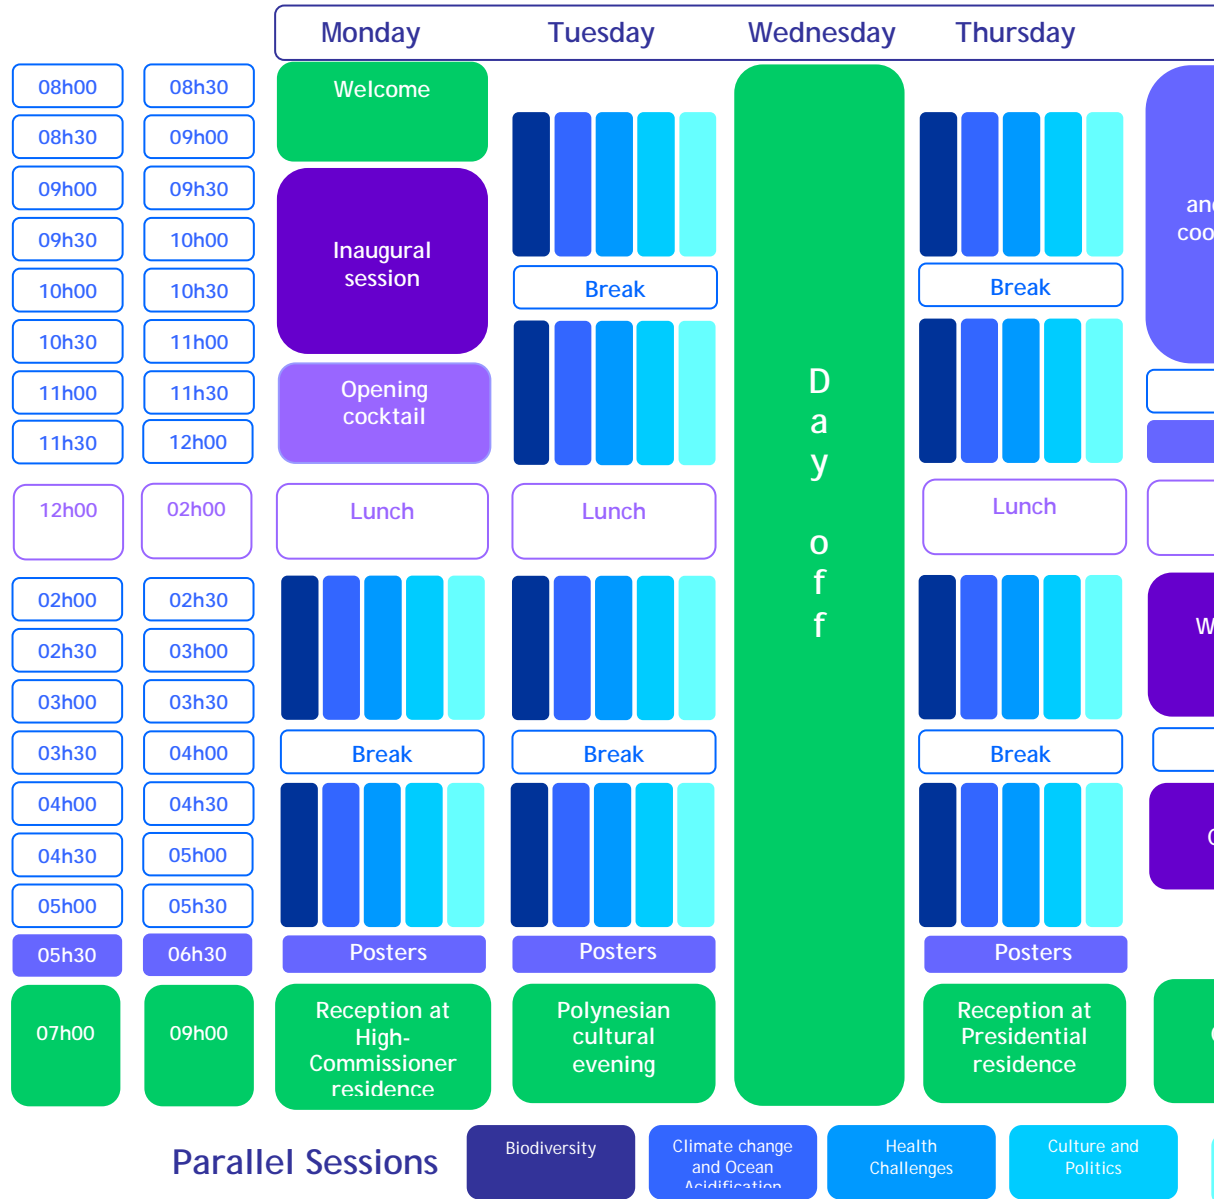 Monday Tuesday Wednesday Thursday
08h00 08h30
Welcome
08h30 09h00
09h00 09h30
09h30 10h00
Inaugural
session
10h00 10h30
Break
Break
10h30 11h00
11h00 11h30
Opening
cocktail
11h30 12h00
Day off
12h00 02h00
Lunch
Lunch
Lunch
02h00 02h30
02h30 03h00
03h00 03h30
03h30 04h00
Break
Break
Break
04h00 04h30
04h30 05h00
05h00 05h30
05h30 06h30
Posters
Posters
Posters
07h00 09h00
Reception at
High-
Commissioner
residence
Polynesian
cultural
evening
Reception at
Presidential
residence
Parallel Sessions
Biodiversity
Climate change
and Ocean
Acidification
Health
Challenges
Culture and
Politics